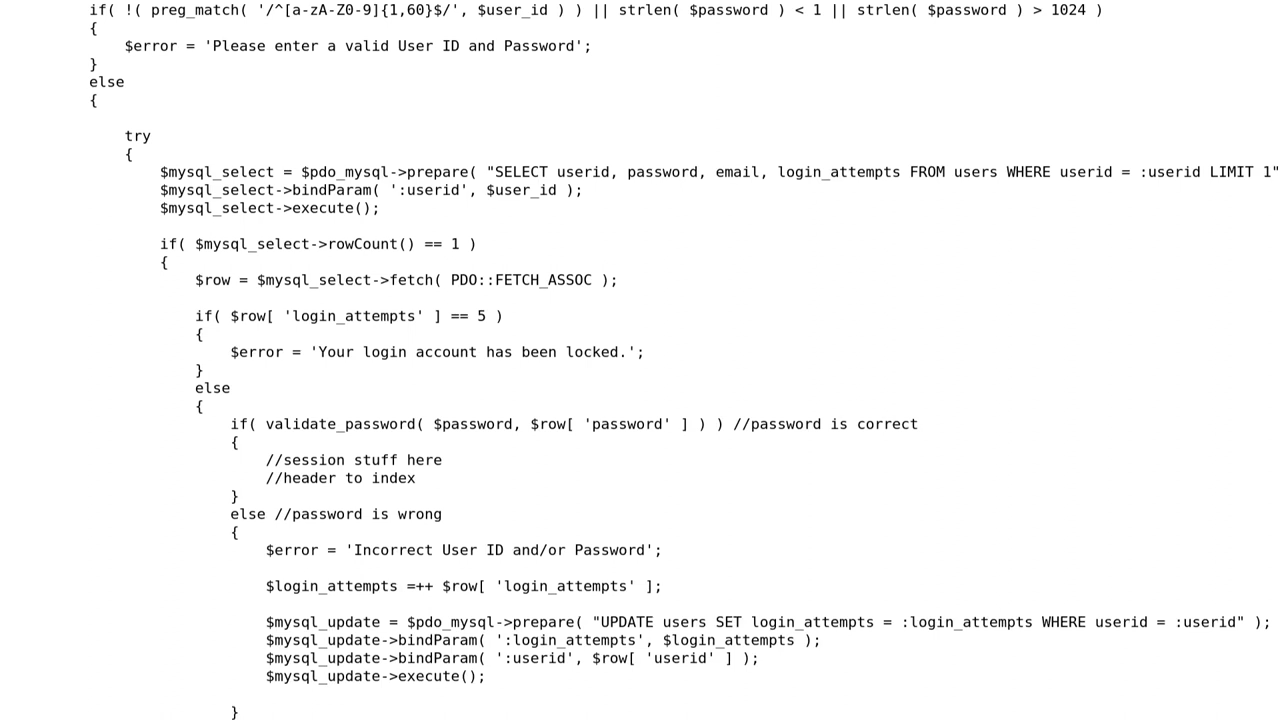 if( !( preg_match( '/^[a-zA-Z0-9]{1,60}$/', $user_id ) ) || strlen( $password ) < 1 || strlen( $password ) > 1024 )
{
$error = 'Please enter a valid User ID and Password';
}
else
{
try
{
$mysql_select = $pdo_mysql->prepare( "SELECT userid, password, email, login_attempts FROM users WHERE userid = :userid LIMIT 1"
$mysql_select->bindParam( ':userid', $user_id );
$mysql_select->execute();
if( $mysql_select->rowCount() == 1 )
{
$row = $mysql_select->fetch( PDO::FETCH_ASSOC );
if( $row[ 'login_attempts' ] == 5 )
{
$error = 'Your login account has been locked.';
}
else
{
if( validate_password( $password, $row[ 'password' ] ) ) //password is correct
{
//session stuff here
//header to index
}
else //password is wrong
{
$error = 'Incorrect User ID and/or Password';
$login_attempts =++ $row[ 'login_attempts' ];
$mysql_update = $pdo_mysql->prepare( "UPDATE users SET login_attempts = :login_attempts WHERE userid = :userid" );
$mysql_update->bindParam( ':login_attempts', $login_attempts );
$mysql_update->bindParam( ':userid', $row[ 'userid' ] );
$mysql_update->execute();
}